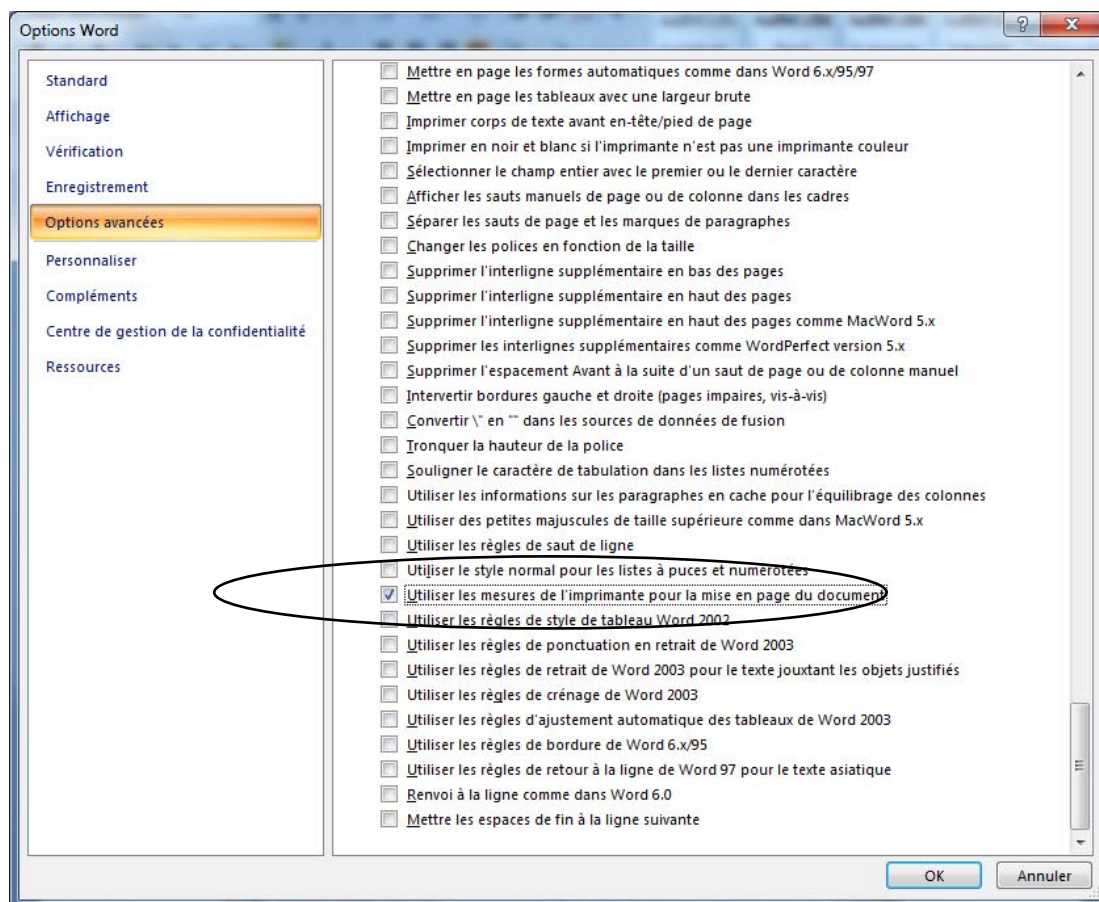 Options Word
Standard
Affichage
Vérification
Enregistrement
Options avancées
Personnaliser
Compléments
Centre de gestion de la confidentialité
Ressources
Mettre en page les formes automatiques comme dans Word 6.x/95/97
Mettre en page les tableaux avec une largeur brute
Imprimer corps de texte avant en-tête/pied de page
Imprimer en noir et blanc si l'imprimante n'est pas une imprimante couleur
Sélectionner le champ entier avec le premier ou le dernier caractère
Afficher les sauts manuels de page ou de colonne dans les cadres
Séparer les sauts de page et les marques de paragraphes
Changer les polices en fonction de la taille
Supprimer l'interligne supplémentaire en bas des pages
Supprimer l'interligne supplémentaire en haut des pages
Supprimer l'interligne supplémentaire en haut des pages comme MacWord 5.x
Supprimer les interlignes supplémentaires comme WordPerfect version 5.x
Supprimer l'espacement Avant à la suite d'un saut de page ou de colonne manuel
Intervertir bordures gauche et droite (pages impaires, vis-à-vis)
Convertir \" en "" dans les sources de données de fusion
Tronquer la hauteur de la police
Souligner le caractère de tabulation dans les listes numérotées
Utiliser les informations sur les paragraphes en cache pour l'équilibrage des colonnes
Utiliser des petites majuscules de taille supérieure comme dans MacWord 5.x
Utiliser les règles de saut de ligne
Utiliser le style normal pour les listes à puces et numérotées
Utiliser les mesures de l'imprimante pour la mise en page du document
Utiliser les règles de style de tableau Word 2002
Utiliser les règles de ponctuation en retrait de Word 2003
Utiliser les règles de retrait de Word 2003 pour le texte jouxtant les objets justifiés
Utiliser les règles de crénage de Word 2003
Utiliser les règles d'ajustement automatique des tableaux de Word 2003
Utiliser les règles de bordure de Word 6.x/95
Utiliser les règles de retour à la ligne de Word 97 pour le texte asiatique
Renvoi à la ligne comme dans Word 6.0
Mettre les espaces de fin à la ligne suivante
OK
Annuler